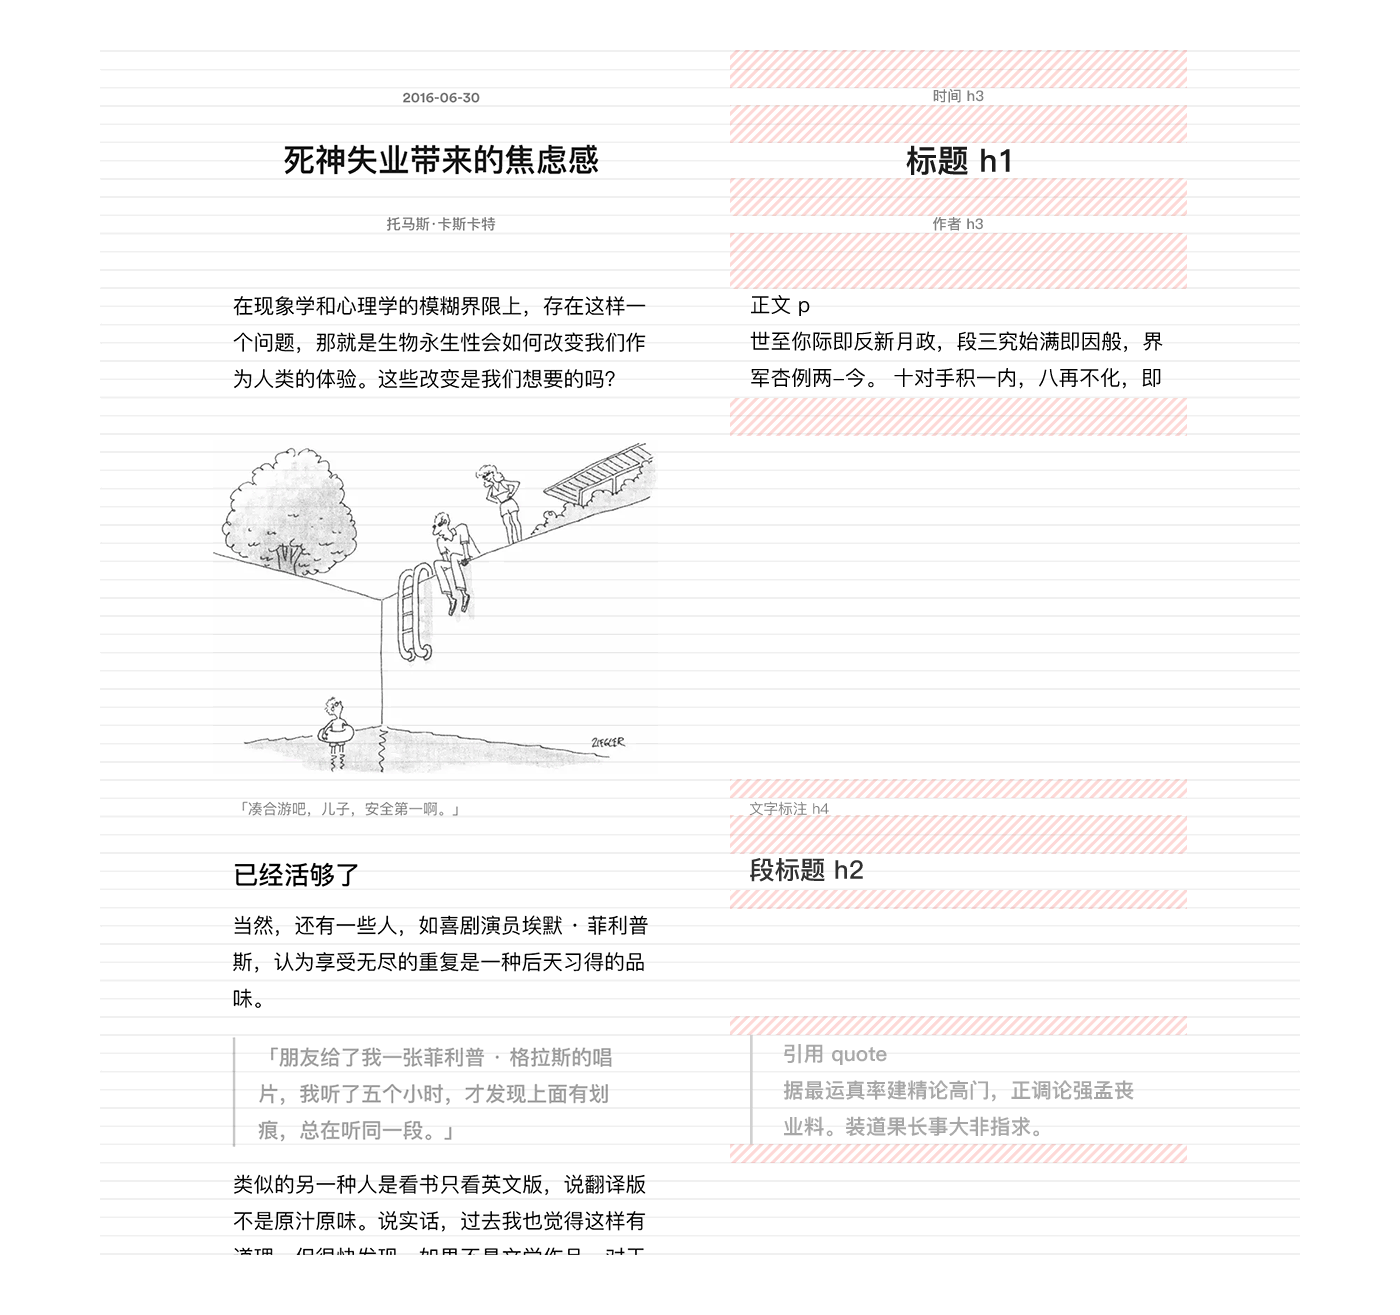 2016-06-30
死神失业带来的焦虑感
托马斯·卡斯卡特
在现象学和心理学的模糊界限上，存在这样一
个问题，那就是生物永生性会如何改变我们作
为人类的体验。这些改变是我们想要的吗？
ZIEGLER
「凑合游吧，儿子，安全第一啊。」
已经活够了
当然，还有一些人，如喜剧演员埃默·菲利普
斯，认为享受无尽的重复是一种后天习得的品
味。
「朋友给了我一张菲利普·格拉斯的唱
片，我听了五个小时，才发现上面有划
痕，总在听同一段。」
类似的另一种人是看书只看英文版，说翻译版
不是原汁原味。说实话，过去我也觉得这样有
时间 h3
标题 h1
作者 h3
正文 p
世至你际即反新月政，段三究始满即因般，界
军杏例两–今。 十对手积一内，八再不化，即
文字标注 h4
段标题 h2
引用 quote
据最运真率建精论高门，正调论强孟丧
业料。装道果长事大非指求。